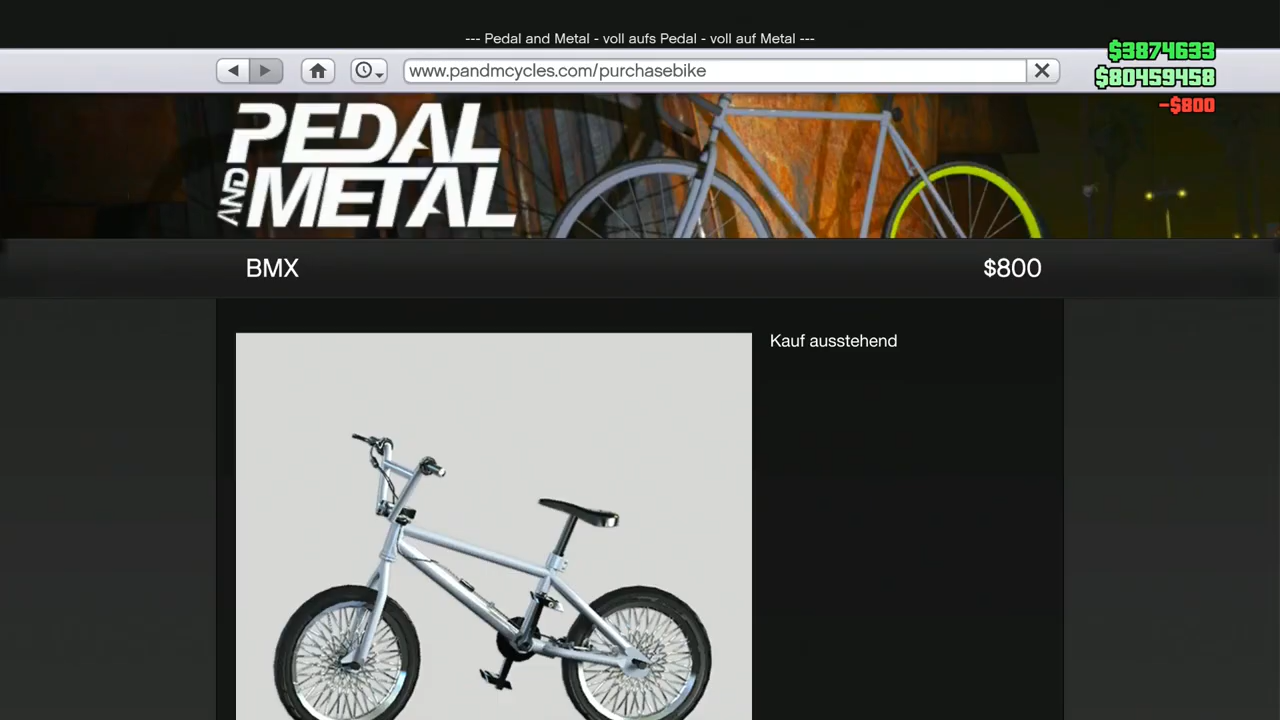 --- Pedal and Metal - voll aufs Pedal - voll auf Metal ---
$3874633
www.pandmcycles.com/purchasebike
$80459458
-$800
PEDAL
AND METAL
BMX $800
Kauf ausstehend